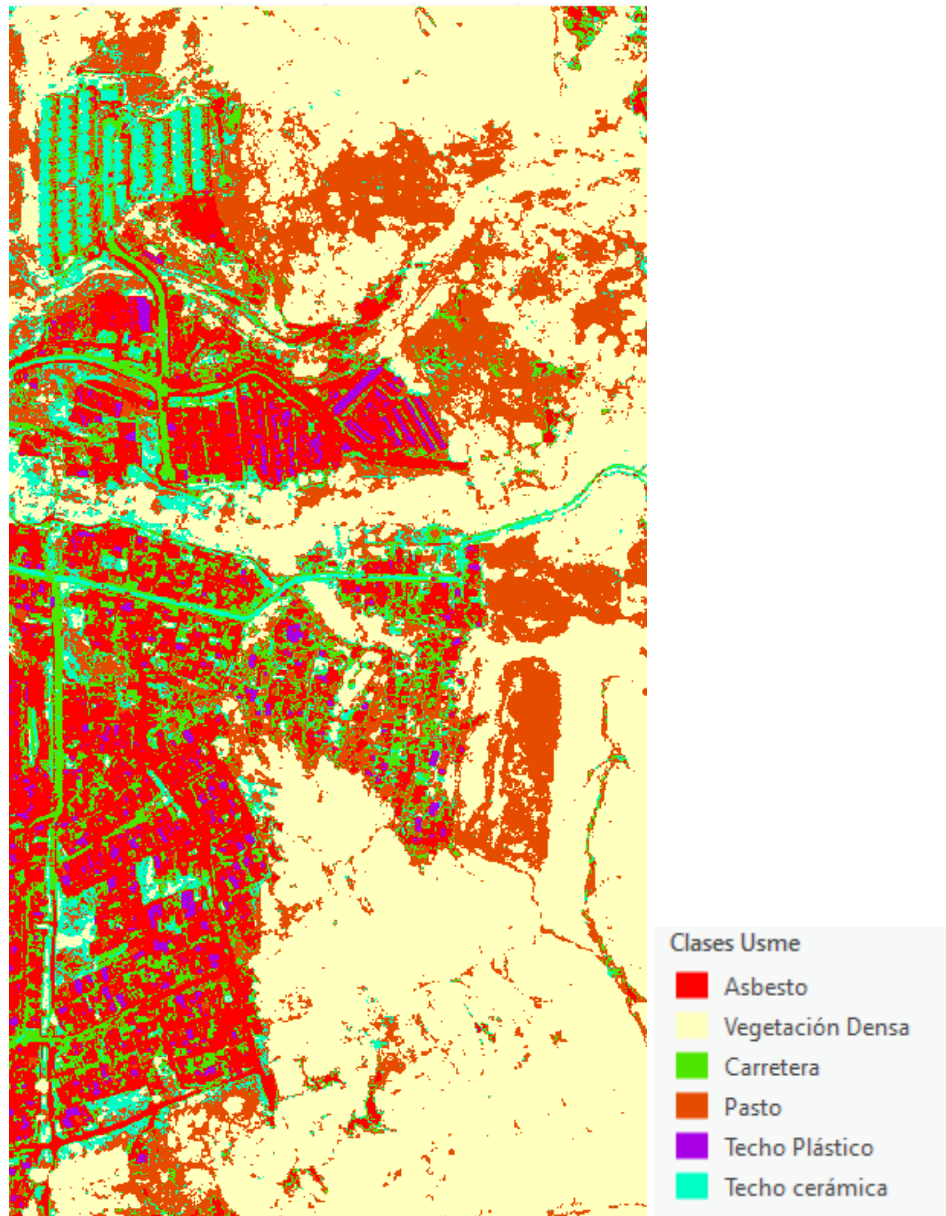 Clases Usme
Asbesto
Vegetación Densa
Carretera
Pasto
Techo Plástico
Techo cerámica